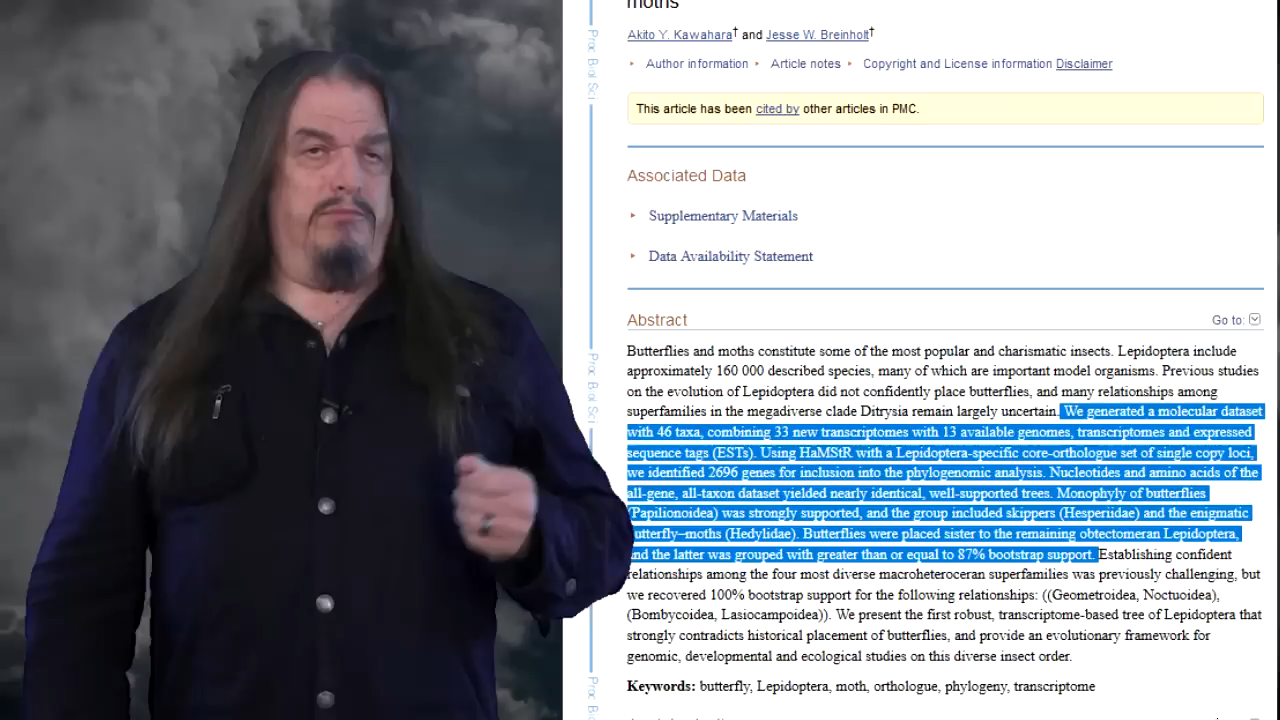 moths
Akito Y. Kawahara† and Jesse W. Breinholt†
Author information Article notes Copyright and License information Disclaimer
This article has been cited by other articles in PMC.
Associated Data
Supplementary Materials
Data Availability Statement
Abstract
Go to:
Butterflies and moths constitute some of the most popular and charismatic insects. Lepidoptera include
approximately 160 000 described species, many of which are important model organisms. Previous studies
on the evolution of Lepidoptera did not confidently place butterflies, and many relationships among
superfamilies in the megadiverse clade Ditrysia remain largely uncertain. We generated a molecular dataset
with 46 taxa, combining 33 new transcriptomes with 13 available genomes, transcriptomes and expressed
sequence tags (ESTs). Using HaMStR with a Lepidoptera-specific core-orthologue set of single copy loci,
we identified 2696 genes for inclusion into the phylogenomic analysis. Nucleotides and amino acids of the
all-gene, all-taxon dataset yielded nearly identical, well-supported trees. Monophyly of butterflies
(Papilionoidea) was strongly supported, and the group included skippers (Hesperiidae) and the enigmatic
utterfly–moths (Hedylidae). Butterflies were placed sister to the remaining obtectomeran Lepidoptera,
and the latter was grouped with greater than or equal to 87% bootstrap support. Establishing confident
relationships among the four most diverse macroheteroceran superfamilies was previously challenging, but
we recovered 100% bootstrap support for the following relationships: ((Geometroidea, Noctuoidea),
(Bombycoidea, Lasiocampoidea)). We present the first robust, transcriptome-based tree of Lepidoptera that
strongly contradicts historical placement of butterflies, and provide an evolutionary framework for
genomic, developmental and ecological studies on this diverse insect order.
Keywords: butterfly, Lepidoptera, moth, orthologue, phylogeny, transcriptome
Proc Biol Sci
Proc Biol Sci
Proc Bi